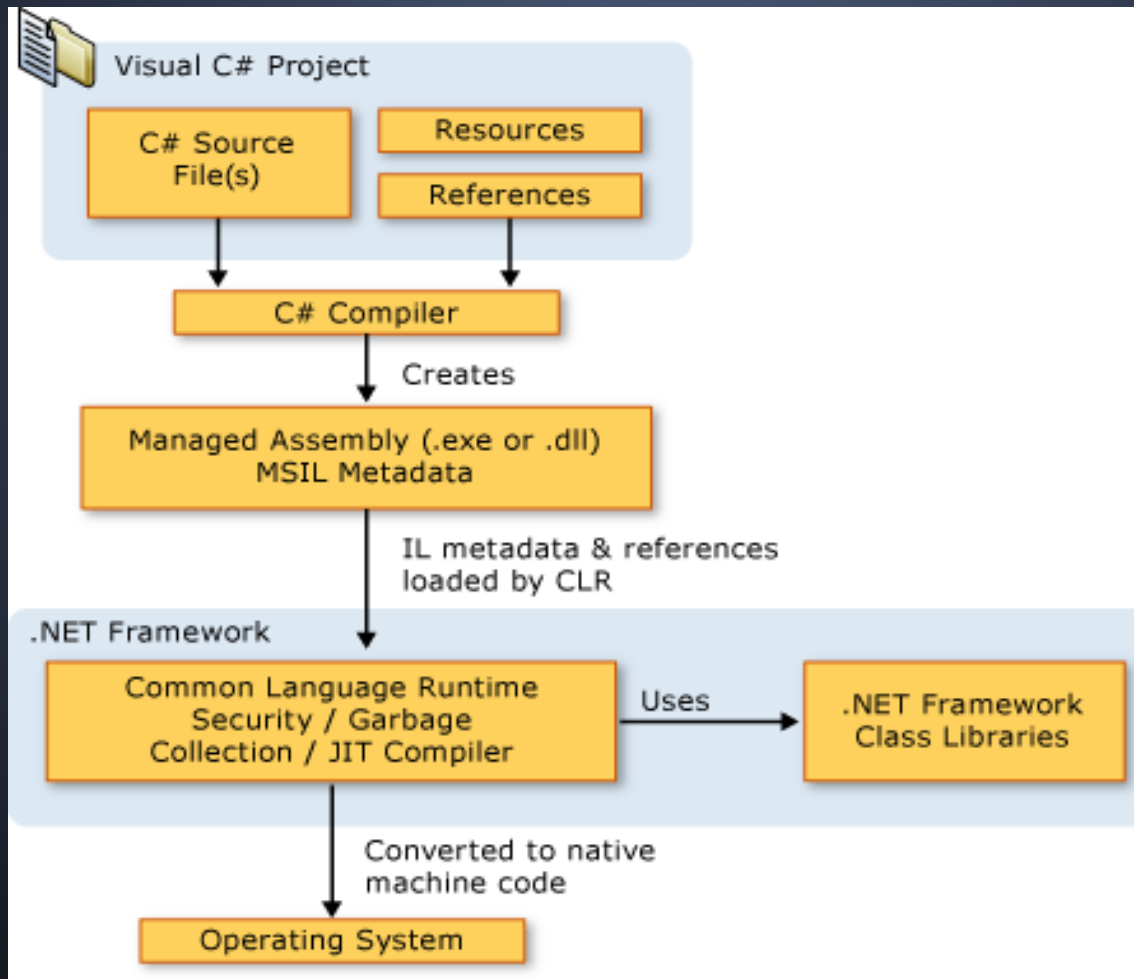 Visual C# Project
C# Source
File(s)
Resources
References
C# Compiler
Creates
Managed Assembly (.exe or .dll)
MSIL Metadata
IL metadata & references
loaded by CLR
.NET Framework
Common Language Runtime
Security / Garbage
Collection / JIT Compiler
Uses
.NET Framework
Class Libraries
Converted to native
machine code
Operating System